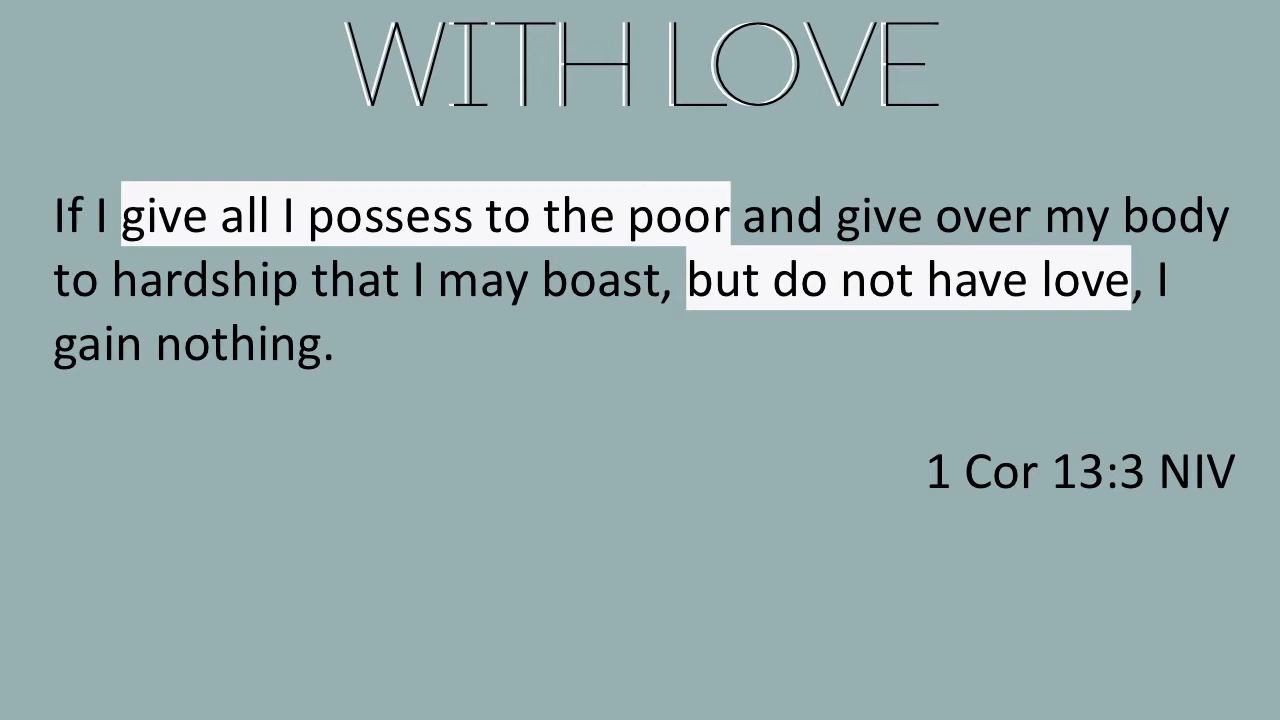 WITH LOVE
If I give all I possess to the poor and give over my body
to hardship that I may boast, but do not have love, I
gain nothing.
1 Cor 13:3 NIV